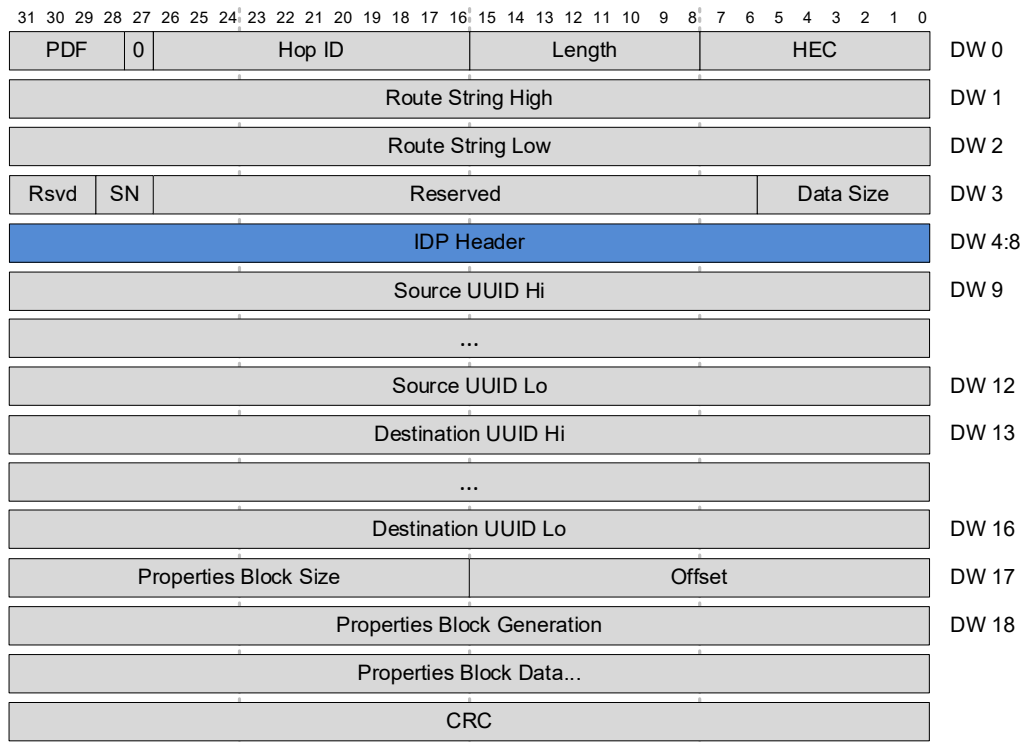 31 30 29 28 27 26 25 24 23 22 21 20 19 18 17 16 15 14 13 12 11 10 9 8 7 6 5 4 3 2 1 0
PDF 0 Hop ID Length HEC DW 0
Route String High DW 1
Route String Low DW 2
Rsvd SN Reserved Data Size DW 3
IDP Header DW 4:8
Source UUID Hi DW 9
...
Source UUID Lo DW 12
Destination UUID Hi DW 13
...
Destination UUID Lo DW 16
Properties Block Size Offset DW 17
Properties Block Generation DW 18
Properties Block Data...
CRC